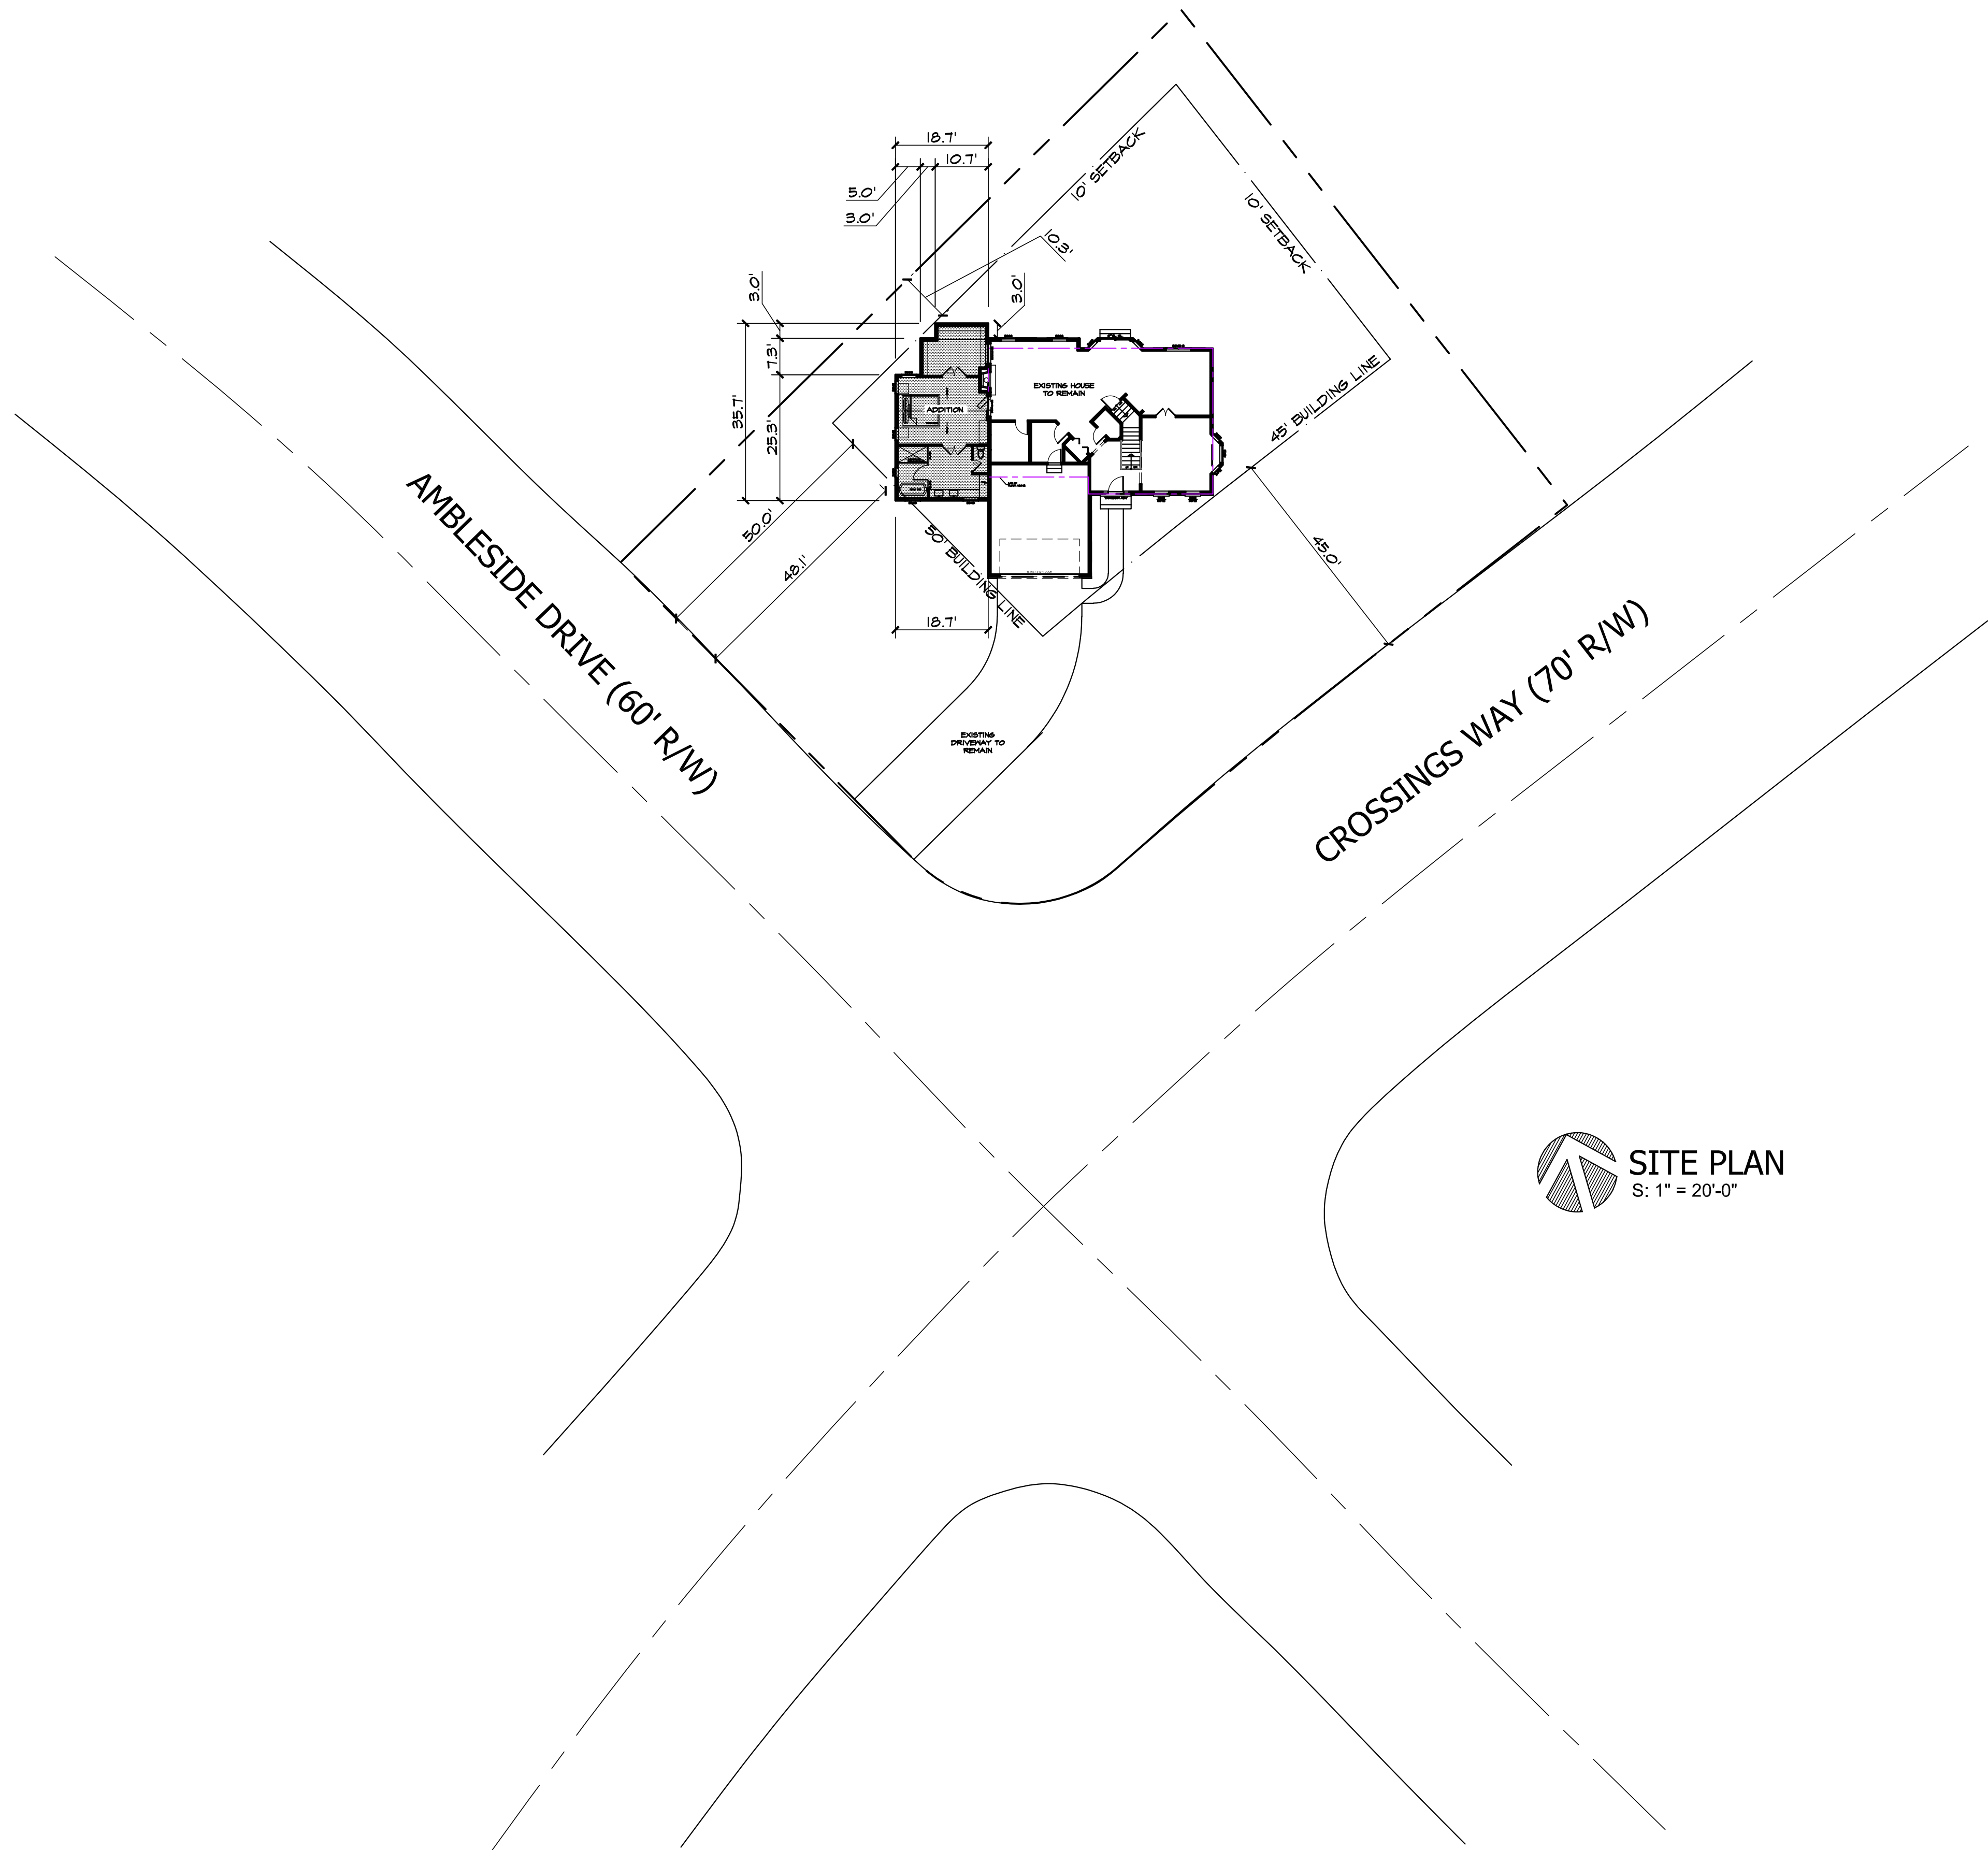 18.7'
10.7'
5.0'
3.0'
10' SETBACK
10' SETBACK
10.3'
3.0'
3.0'
7.3'
35.7'
25.3'
EXISTING HOUSE
TO REMAIN
ADDITION
45' BUILDING LINE
50.0'
48.1'
50' BUILDING LINE
45.0'
18.7'
AMBLESIDE DRIVE (60' R/W)
CROSSINGS WAY (70' R/W)
EXISTING
DRIVEWAY TO
REMAIN
SITE PLAN
S: 1" = 20'-0"